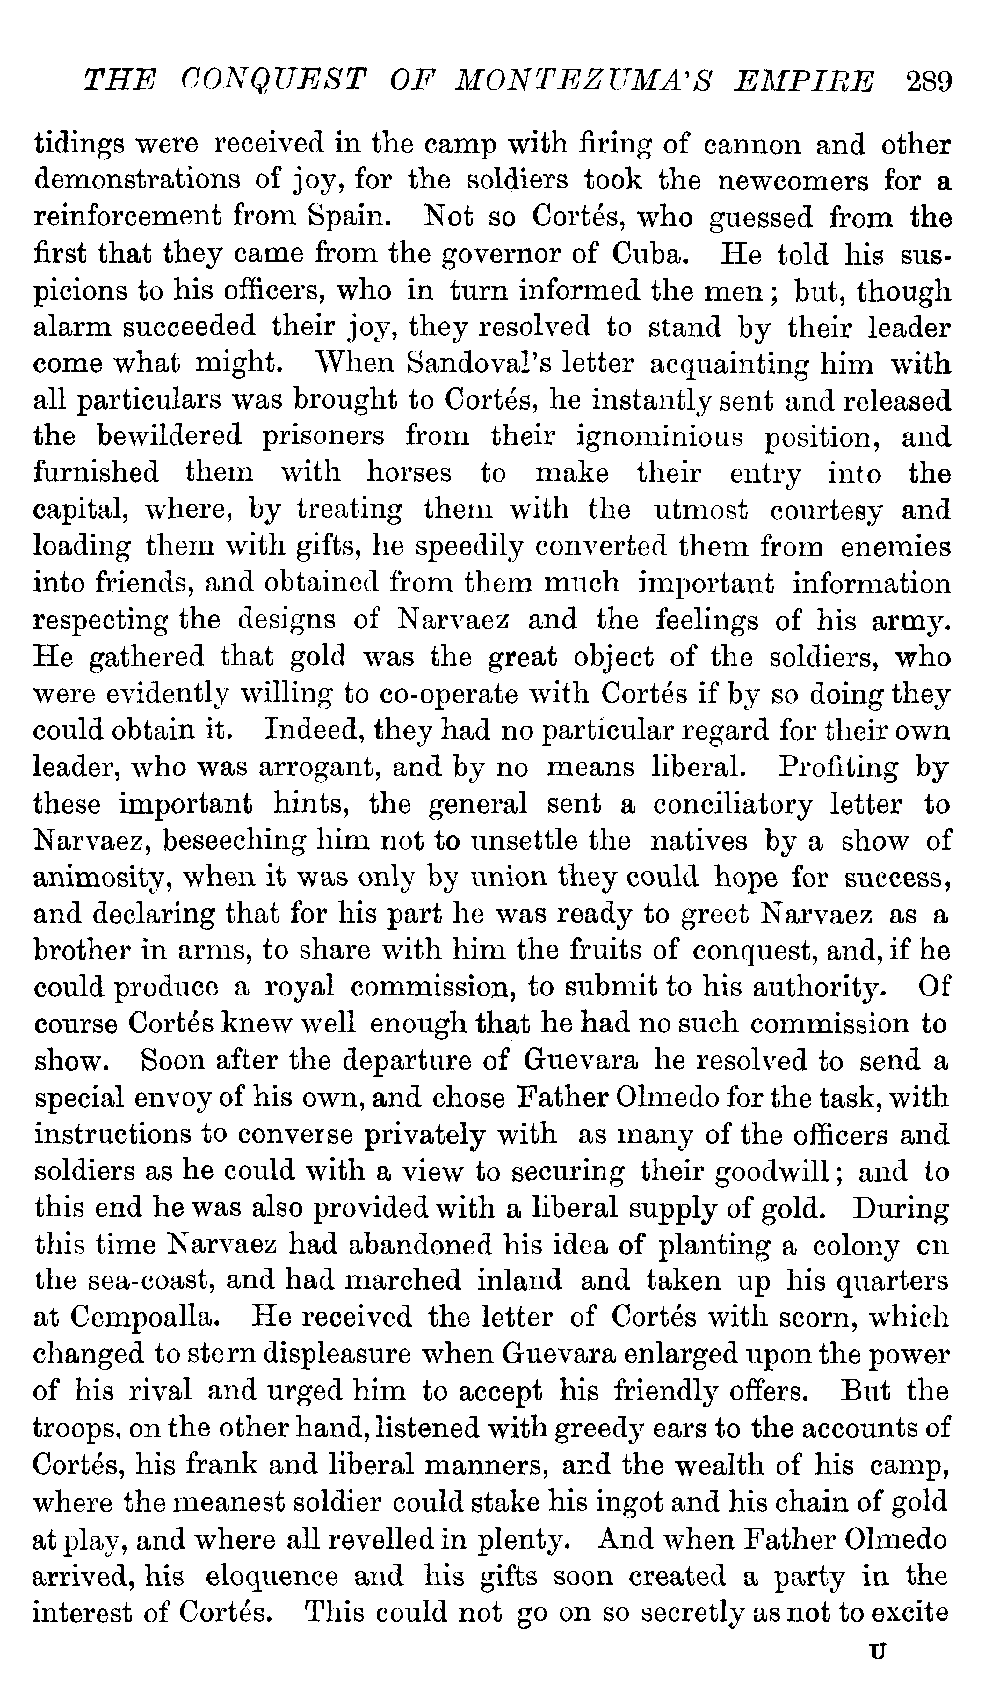 THE CONQUEST OF MONTEZUMA'S EMPIRE 289
tidings were received in the camp with firing of cannon and other
demonstrations of joy, for the soldiers took the newcomers for a
reinforcement from Spain. Not so Cortés, who guessed from the
first that they came from the governor of Cuba. He told his sus-
picions to his officers, who in turn informed the men; but, though
alarm succeeded their joy, they resolved to stand by their leader
come what might. When Sandoval's letter acquainting him with
all particulars was brought to Cortés, he instantly sent and released
the bewildered prisoners from their ignominious position, and
furnished them with horses to make their entry into the
capital, where, by treating them with the utmost courtesy and
loading them with gifts, he speedily converted them from enemies
into friends, and obtained from them much important information
respecting the designs of Narvaez and the feelings of his army.
He gathered that gold was the great object of the soldiers, who
were evidently willing to co-operate with Cortés if by so doing they
could obtain it. Indeed, they had no particular regard for their own
leader, who was arrogant, and by no means liberal. Profiting by
these important hints, the general sent a conciliatory letter to
Narvaez, beseeching him not to unsettle the natives by a show of
animosity, when it was only by union they could hope for success,
and declaring that for his part he was ready to greet Narvaez as a
brother in arms, to share with him the fruits of conquest, and, if he
could produce a royal commission, to submit to his authority. Of
course Cortés knew well enough that he had no such commission to
show. Soon after the departure of Guevara he resolved to send a
special envoy of his own, and chose Father Olmedo for the task, with
instructions to converse privately with as many of the officers and
soldiers as he could with a view to securing their goodwill; and to
this end he was also provided with a liberal supply of gold. During
this time Narvaez had abandoned his idea of planting a colony on
the sea-coast, and had marched inland and taken up his quarters
at Cempoalla. He received the letter of Cortés with scorn, which
changed to stern displeasure when Guevara enlarged upon the power
of his rival and urged him to accept his friendly offers. But the
troops, on the other hand, listened with greedy ears to the accounts of
Cortés, his frank and liberal manners, and the wealth of his camp,
where the meanest soldier could stake his ingot and his chain of gold
at play, and where all revelled in plenty. And when Father Olmedo
arrived, his eloquence and his gifts soon created a party in the
interest of Cortés. This could not go on so secretly as not to excite
U